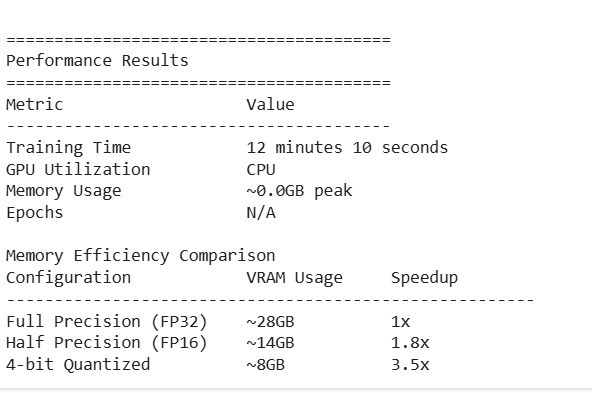 ========================================
Performance Results
========================================
Metric                   Value
----------------------------------------
Training Time            12 minutes 10 seconds
GPU Utilization          CPU
Memory Usage             ~0.0GB peak
Epochs                   N/A

Memory Efficiency Comparison
Configuration            VRAM Usage     Speedup
-------------------------------------------------------
Full Precision (FP32)    ~28GB          1x
Half Precision (FP16)    ~14GB          1.8x
4-bit Quantized          ~8GB           3.5x